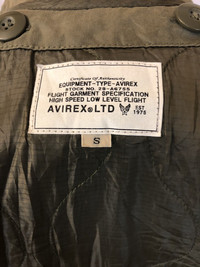 Certificate Of Authenticity
EQUIPMENT-TYPE-AVIREX
STOCK NO. 28-A6755
FLIGHT GARMENT SPECIFICATION
HIGH SPEED LOW LEVEL FLIGHT
AVIREX®LTD EST 1975
S